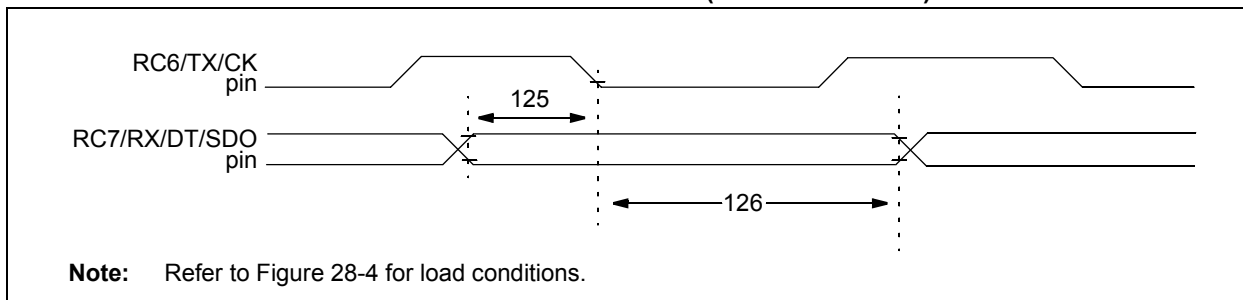 RC6/TX/CK
pin
125
RC7/RX/DT/SDO
pin
126
Note: Refer to Figure 28-4 for load conditions.